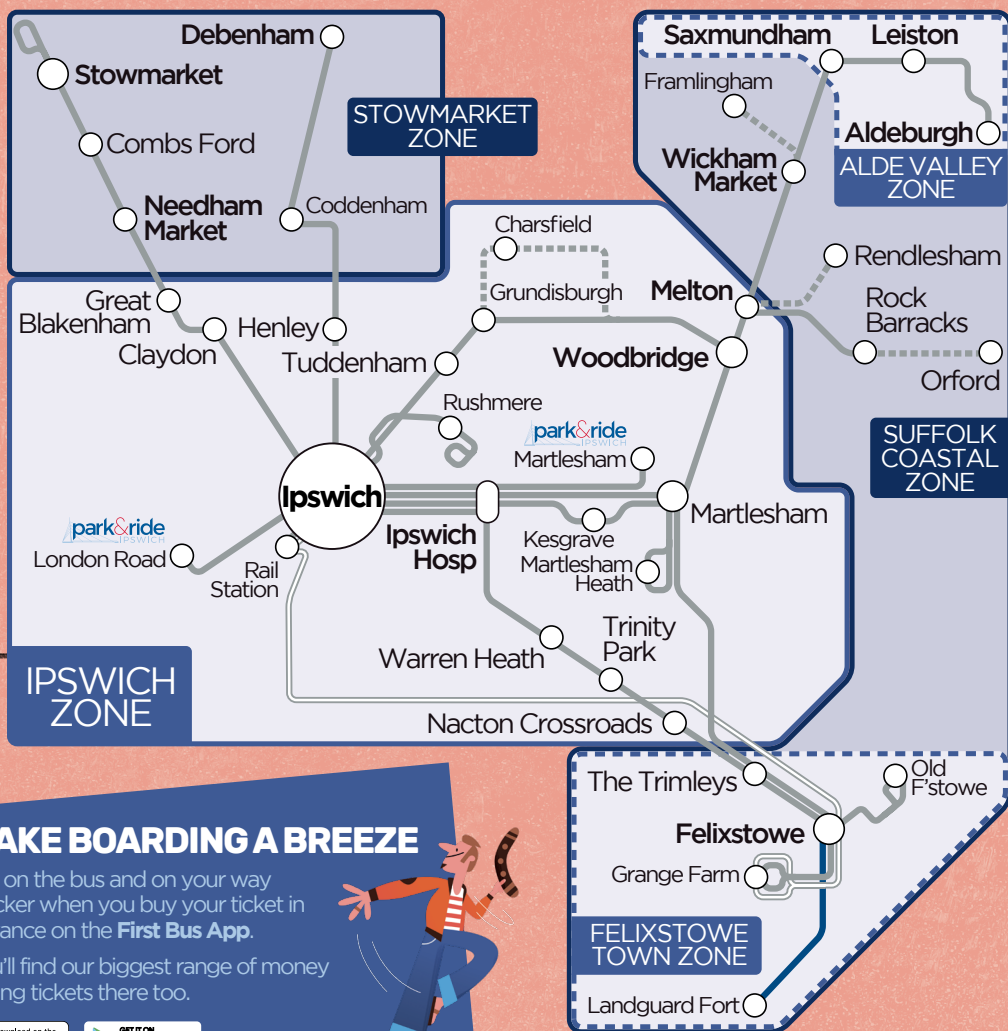 Debenham
Stowmarket
STOWMARKET
ZONE
Combs Ford
Needham
Market
Coddenham
Saxmundham
Leiston
Framlingham
Aldeburgh
Wickham
Market
ALDE VALLEY
ZONE
Charsfield
Rendlesham
Great
Blakenham
Claydon
Henley
Grundisburgh
Melton
Rock
Barracks
Tuddenham
Woodbridge
Orford
Rushmere
park&ride
IPSWICH
Martlesham
SUFFOLK
COASTAL
ZONE
Ipswich
park&ride
IPSWICH
London Road
Rail
Station
Ipswich
Hosp
Kesgrave
Martlesham
Martlesham
Heath
Trinity
Park
Warren Heath
IPSWICH
ZONE
Nacton Crossroads
The Trimleys
Old
F'stowe
Felixstowe
Grange Farm
FELIXSTOWE
TOWN ZONE
Landguard Fort
AKE BOARDING A BREEZE
on the bus and on your way
cker when you buy your ticket in
ance on the First Bus App.
'll find our biggest range of money
ng tickets there too.
GET IT ON